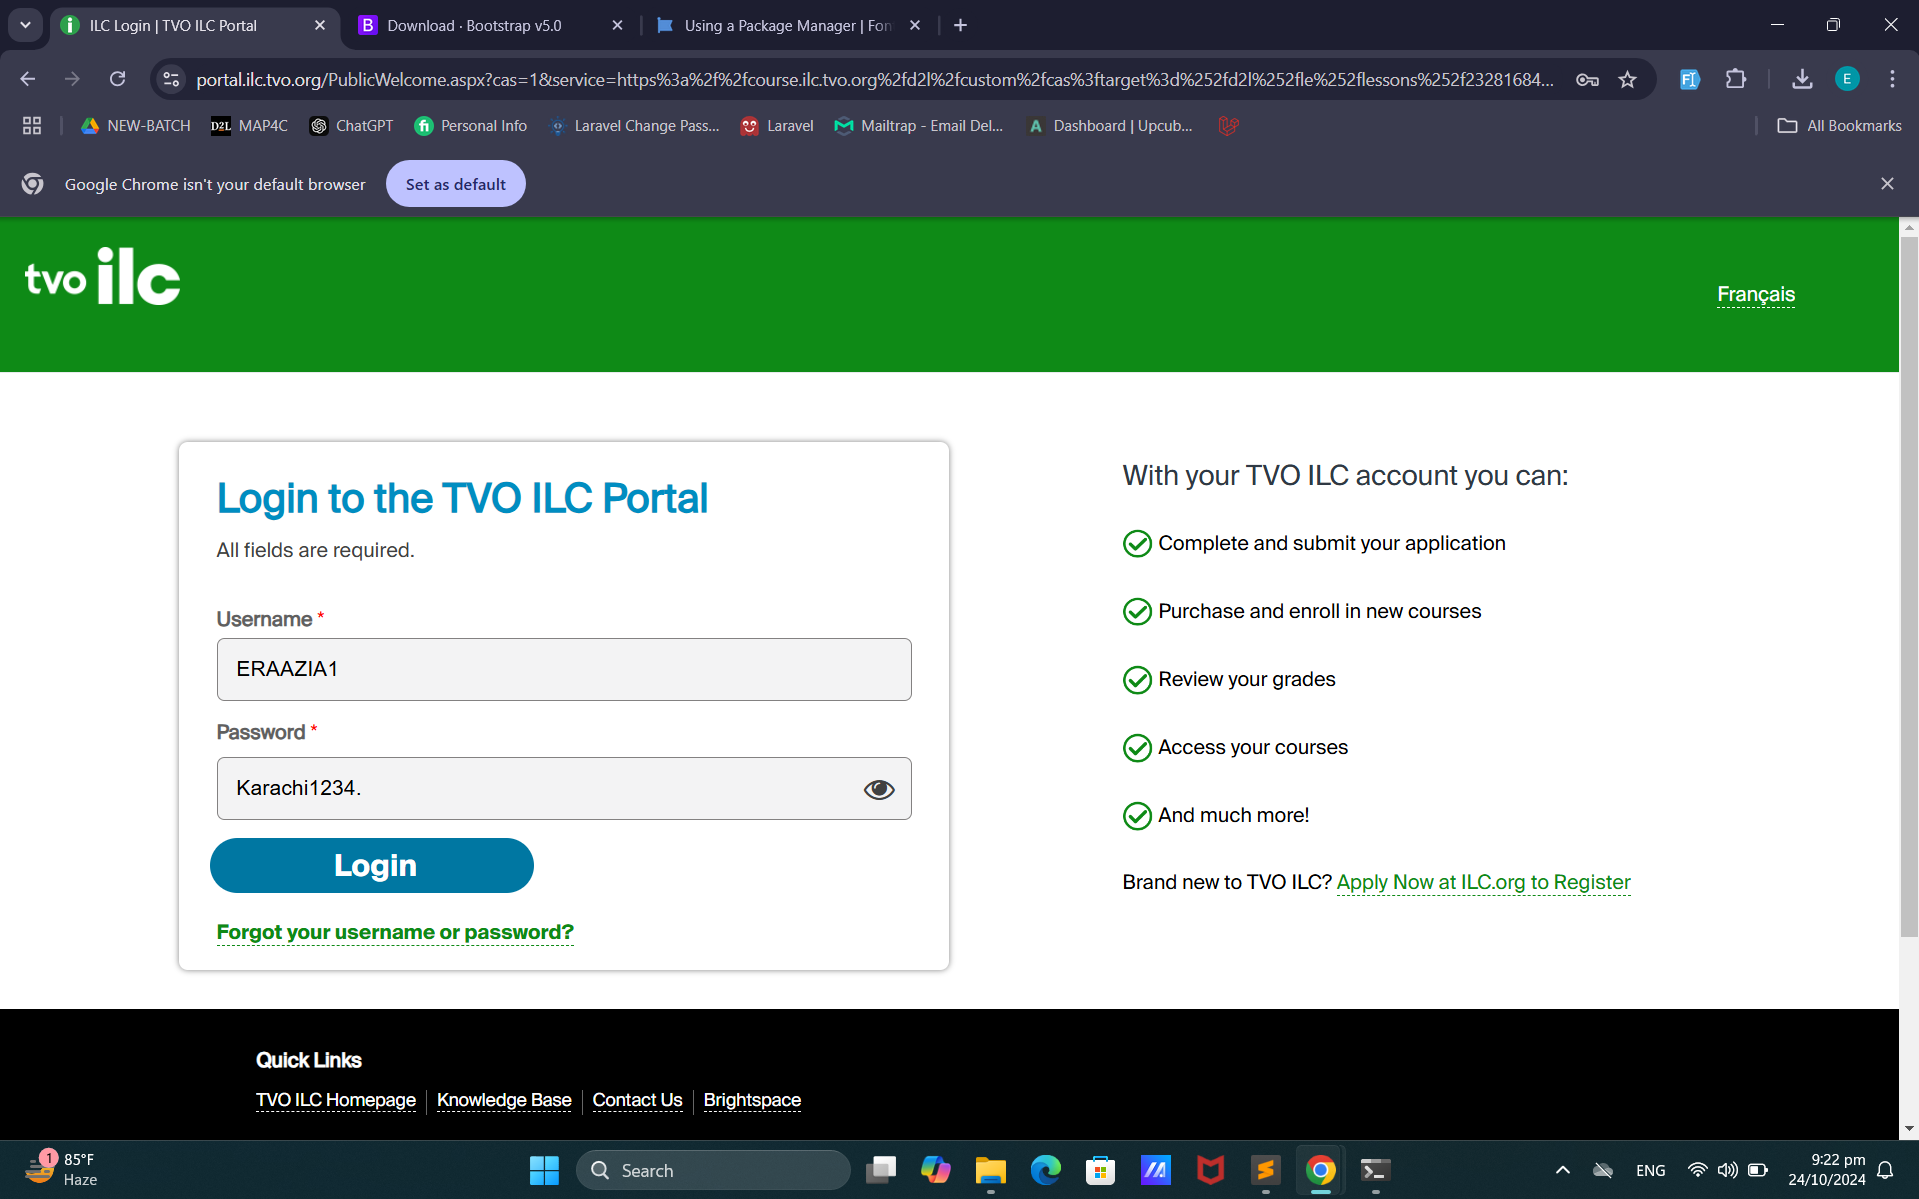 ILC Login | TVO ILC Portal
Download · Bootstrap v5.0
Using a Package Manager | Fon
portal.ilc.tvo.org/PublicWelcome.aspx?cas=1&service=https%3a%2f%2fcourse.ilc.tvo.org%2fd2l%2fcustom%2fcas%3ftarget%3d%252fd2l%252fle%252flessons%252f23281684...
E
NEW-BATCH
D2L MAP4C
ChatGPT
fi Personal Info
Laravel Change Pass...
Laravel
Mailtrap - Email Del...
A Dashboard | Upcub...
All Bookmarks
Google Chrome isn't your default browser
Set as default
tvo ilc
Français
Login to the TVO ILC Portal
All fields are required.
Username *
ERAAZIA1
Password *
Karachi1234.
Login
Forgot your username or password?
With your TVO ILC account you can:
Complete and submit your application
Purchase and enroll in new courses
Review your grades
Access your courses
And much more!
Brand new to TVO ILC? Apply Now at ILC.org to Register
Quick Links
TVO ILC Homepage
Knowledge Base
Contact Us
Brightspace
1
85°F
Haze
Search
ENG
9:22 pm
24/10/2024